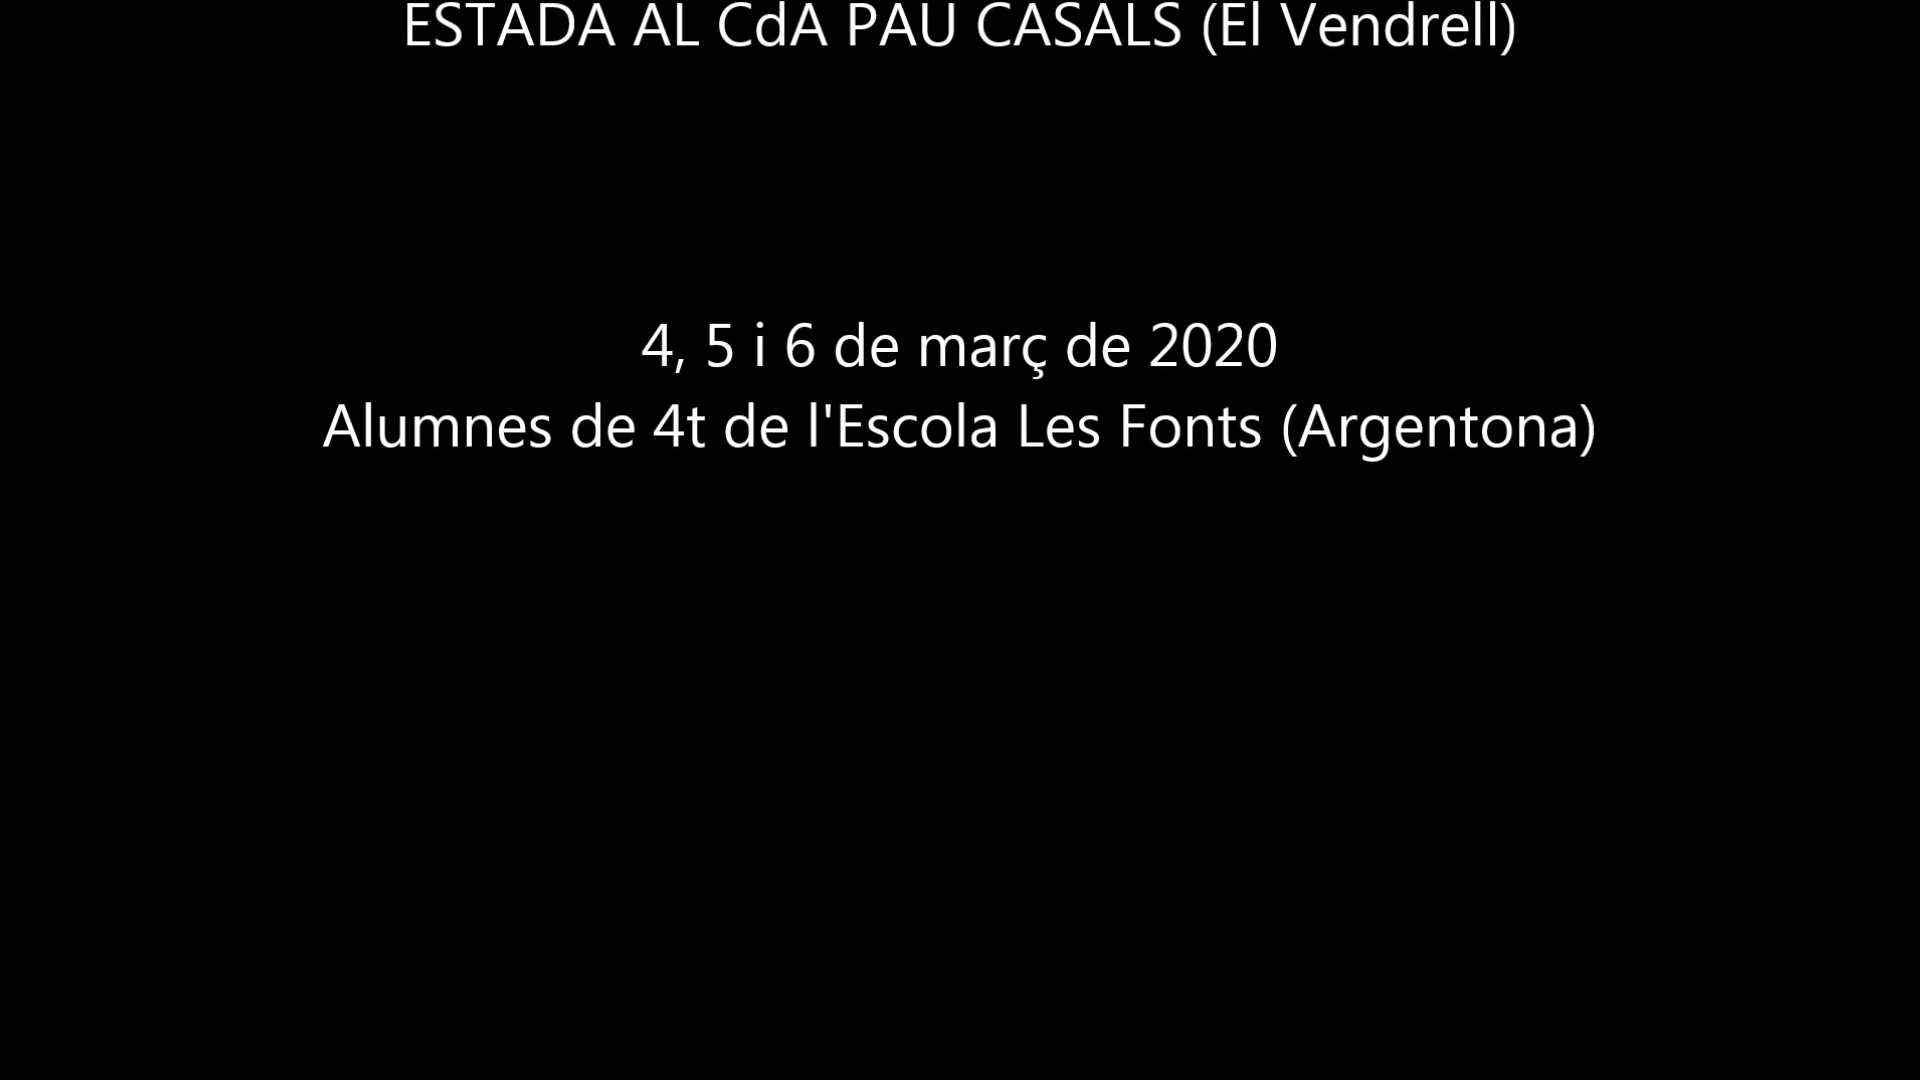 ESTADA AL CdA PAU CASALS (El Vendrell)
4, 5 i 6 de març de 2020
Alumnes de 4t de l'Escola Les Fonts (Argentona)